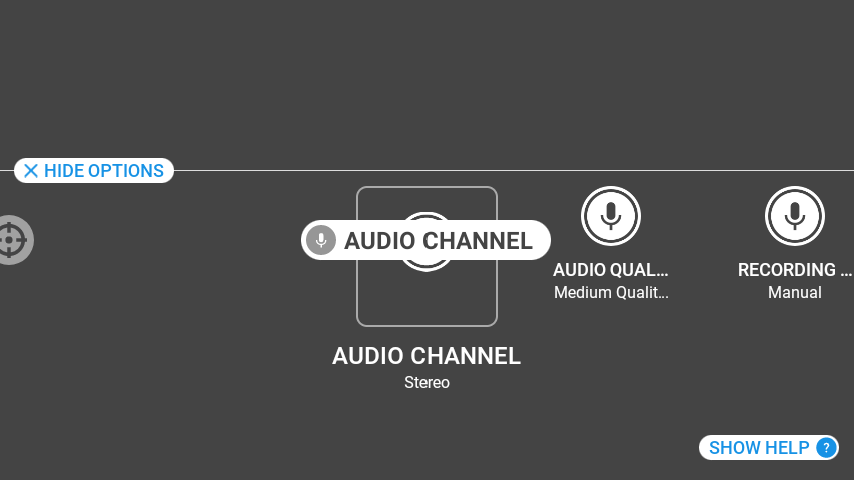 HIDE OPTIONS
AUDIO CHANNEL
AUDIO QUAL...
Medium Qualit...
RECORDING ...
Manual
AUDIO CHANNEL
Stereo
SHOW HELP ?